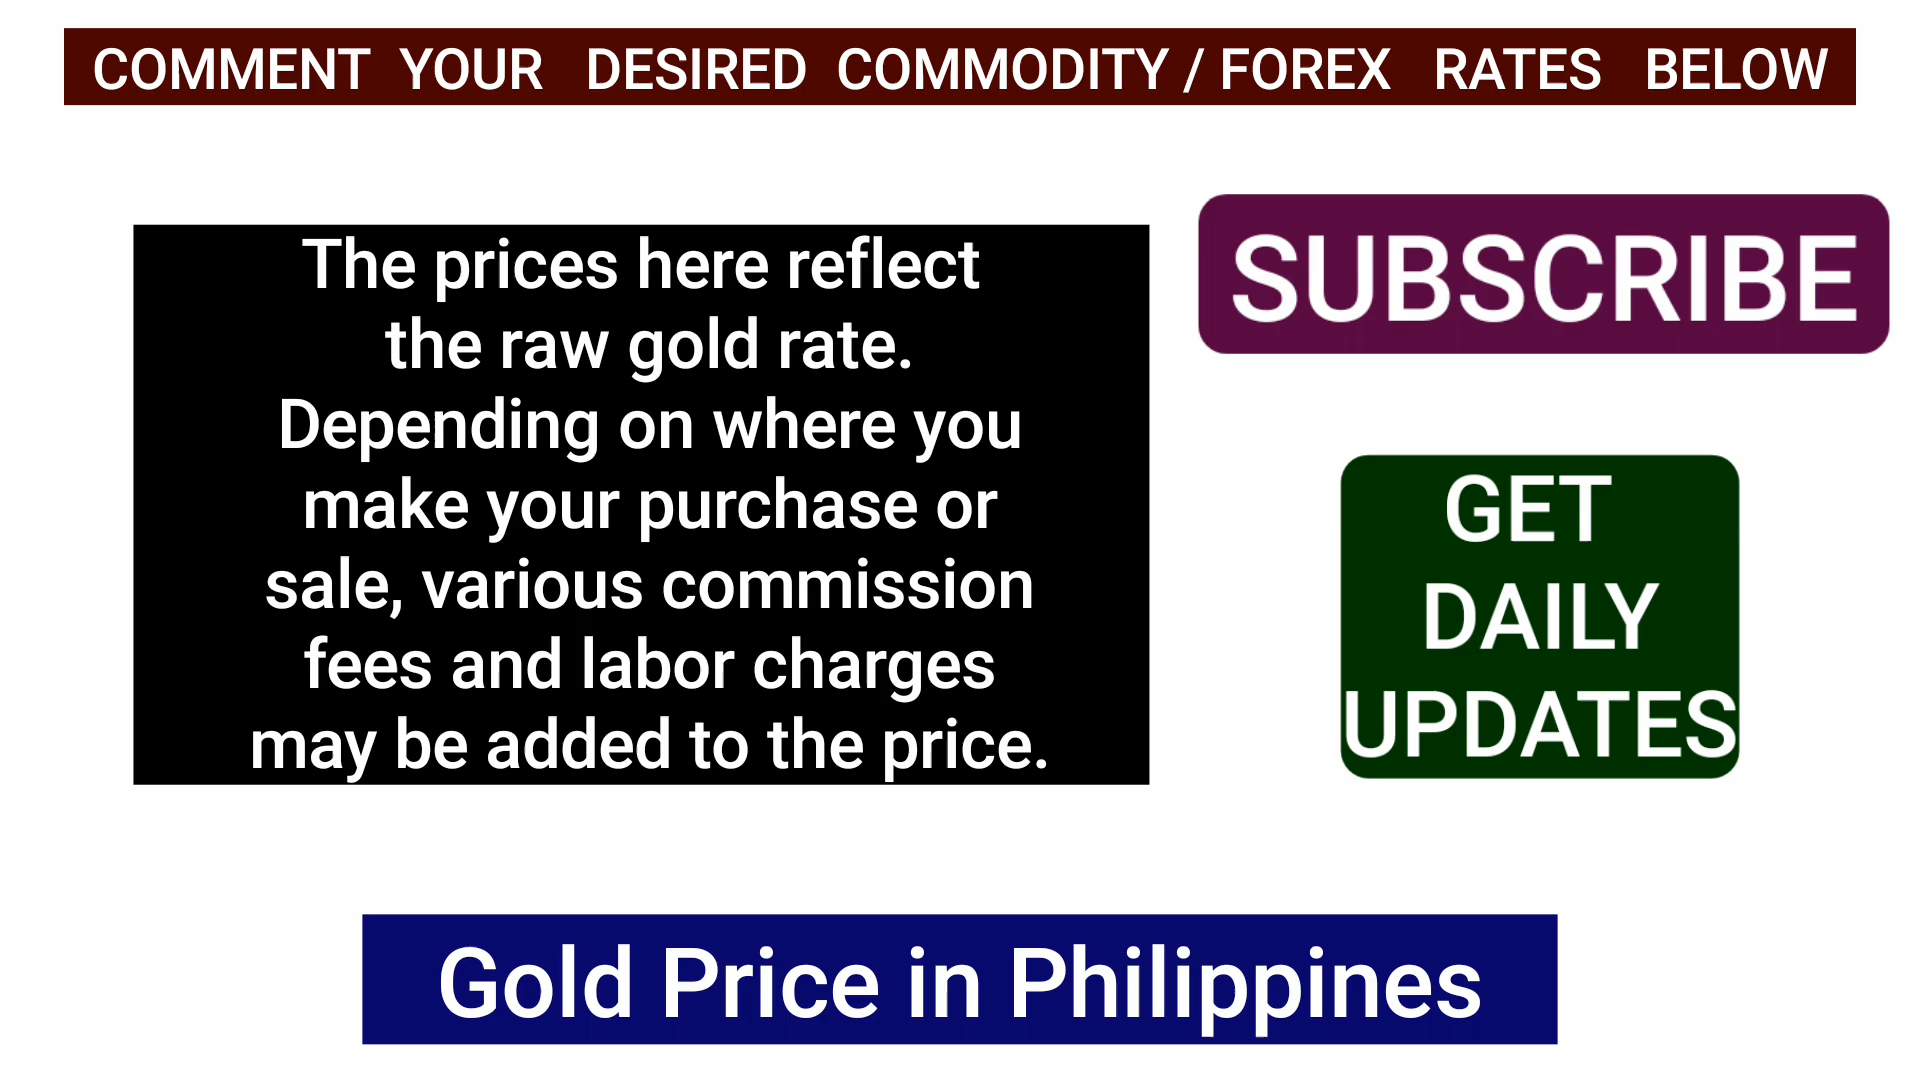 COMMENT YOUR DESIRED COMMODITY / FOREX RATES BELOW
The prices here reflect
the raw gold rate.
Depending on where you
make your purchase or
sale, various commission
fees and labor charges
may be added to the price.
SUBSCRIBE
GET
DAILY
UPDATES
Gold Price in Philippines